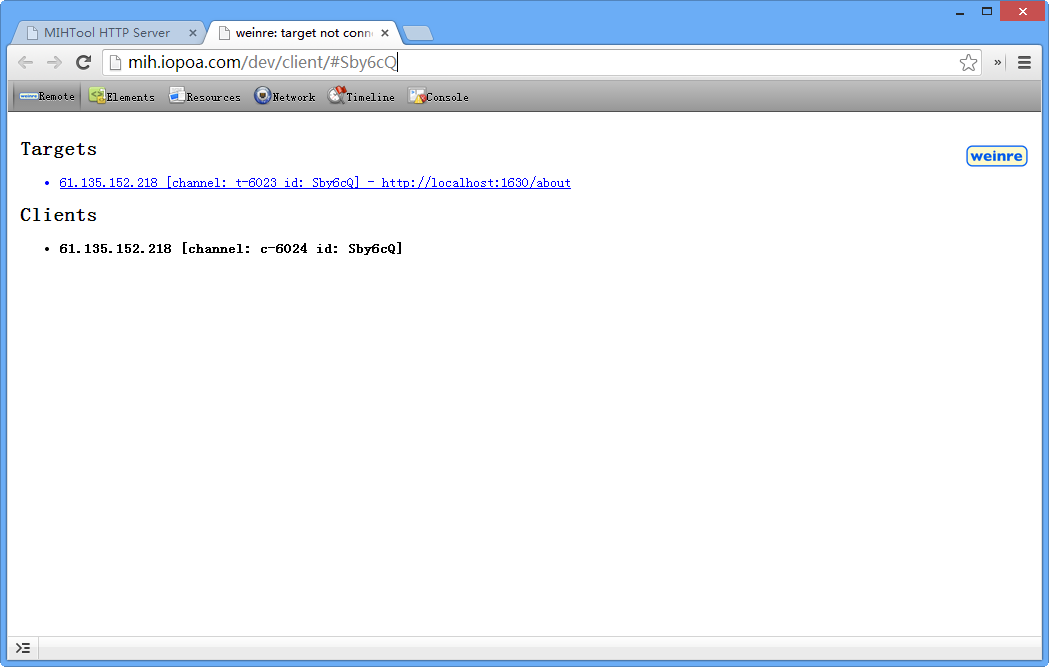 MIHTool HTTP Server
weinre: target not conn
mih.iopoa.com/dev/client/#Sby6cQ
weinre Remote Elements Resources Network Timeline Console
Targets
weinre
61.135.152.218 [channel: t-6023 id: Sby6cQ] - http://localhost:1630/about
Clients
61.135.152.218 [channel: c-6024 id: Sby6cQ]